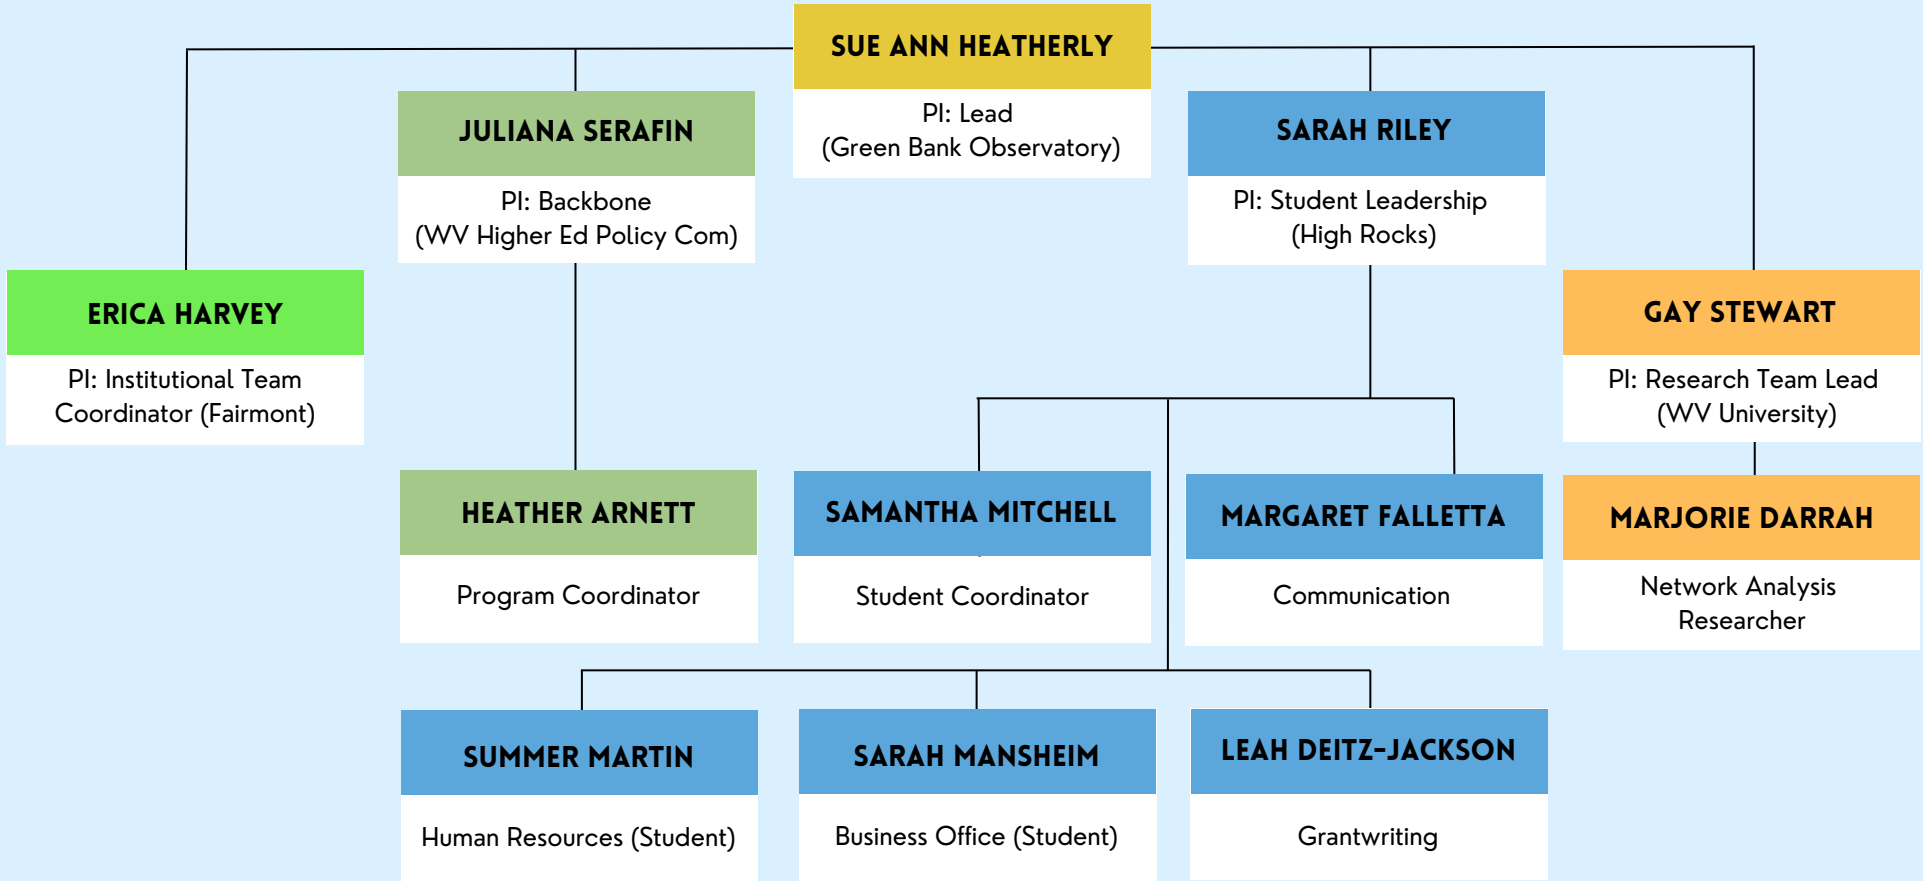 SUE ANN HEATHERLY
PI: Lead
(Green Bank Observatory)
JULIANA SERAFIN
PI: Backbone
(WV Higher Ed Policy Com)
SARAH RILEY
PI: Student Leadership
(High Rocks)
ERICA HARVEY
PI: Institutional Team
Coordinator (Fairmont)
GAY STEWART
PI: Research Team Lead
(WV University)
HEATHER ARNETT
Program Coordinator
SAMANTHA MITCHELL
Student Coordinator
MARGARET FALLETTA
Communication
MARJORIE DARRAH
Network Analysis
Researcher
SUMMER MARTIN
Human Resources (Student)
SARAH MANSHEIM
Business Office (Student)
LEAH DEITZ-JACKSON
Grantwriting